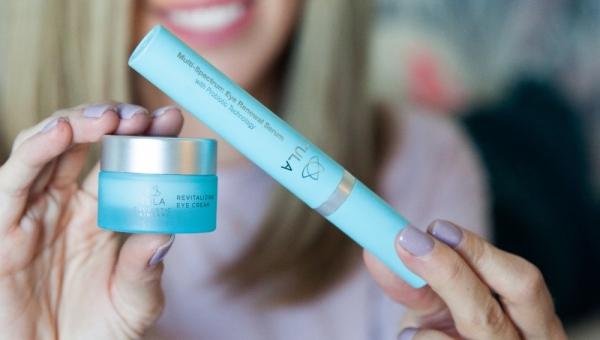 Multi-Spectrum Eye Renewal Serum
with Probiotic Technology
TULA
REVITALIZING
EYE CREAM